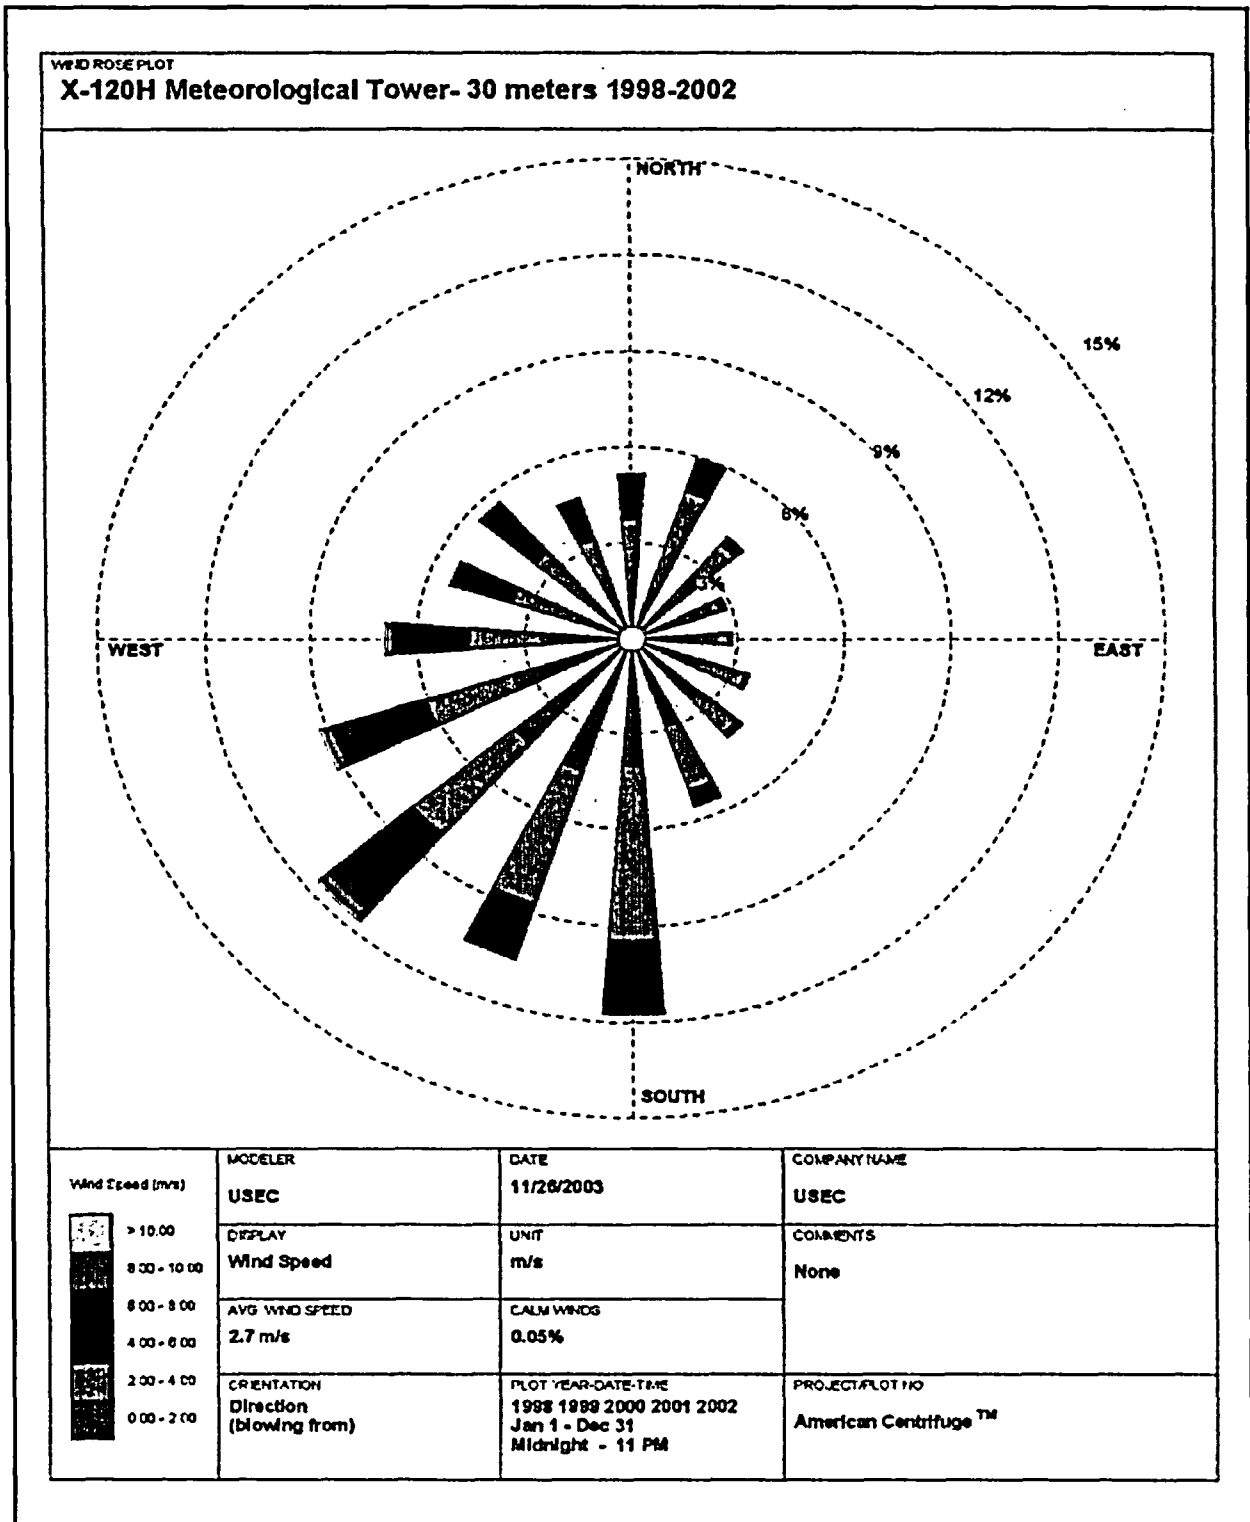 WIND ROSE PLOT
X-120H Meteorological Tower- 30 meters 1998-2002
NORTH
15%
12%
9%
6%
3%
WEST
EAST
SOUTH
Wind Speed (m/s)
> 10.00
8.00 - 10.00
6.00 - 8.00
4.00 - 6.00
2.00 - 4.00
0.00 - 2.00
MODELER
USEC
DATE
11/26/2003
COMPANY NAME
USEC
DISPLAY
Wind Speed
UNIT
m/s
COMMENTS
None
AVG. WIND SPEED
2.7 m/s
CALM WINDS
0.05%
ORIENTATION
Direction
(blowing from)
PLOT YEAR-DATE-TIME
1998 1999 2000 2001 2002
Jan 1 - Dec 31
Midnight - 11 PM
PROJECT/PLOT NO
American Centrifuge TM